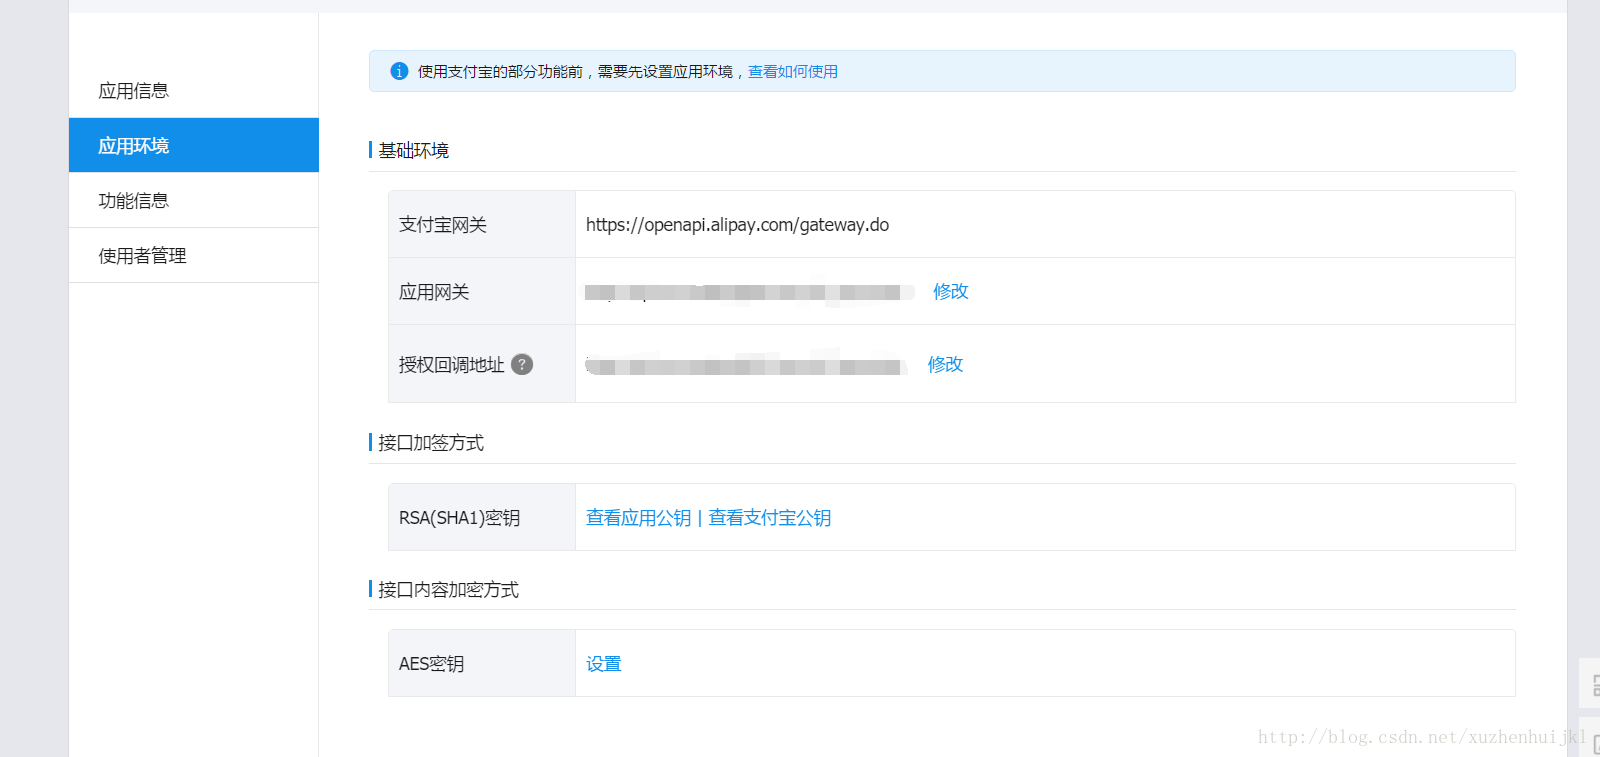 使用支付宝的部分功能前，需要先设置应用环境，查看如何使用
应用信息
应用环境
功能信息
使用者管理
基础环境
支付宝网关 https://openapi.alipay.com/gateway.do
应用网关 修改
授权回调地址 ? 修改
接口加签方式
RSA(SHA1)密钥 查看应用公钥 | 查看支付宝公钥
接口内容加密方式
AES密钥 设置
http://blog.csdn.net/xuzhenhuijkl